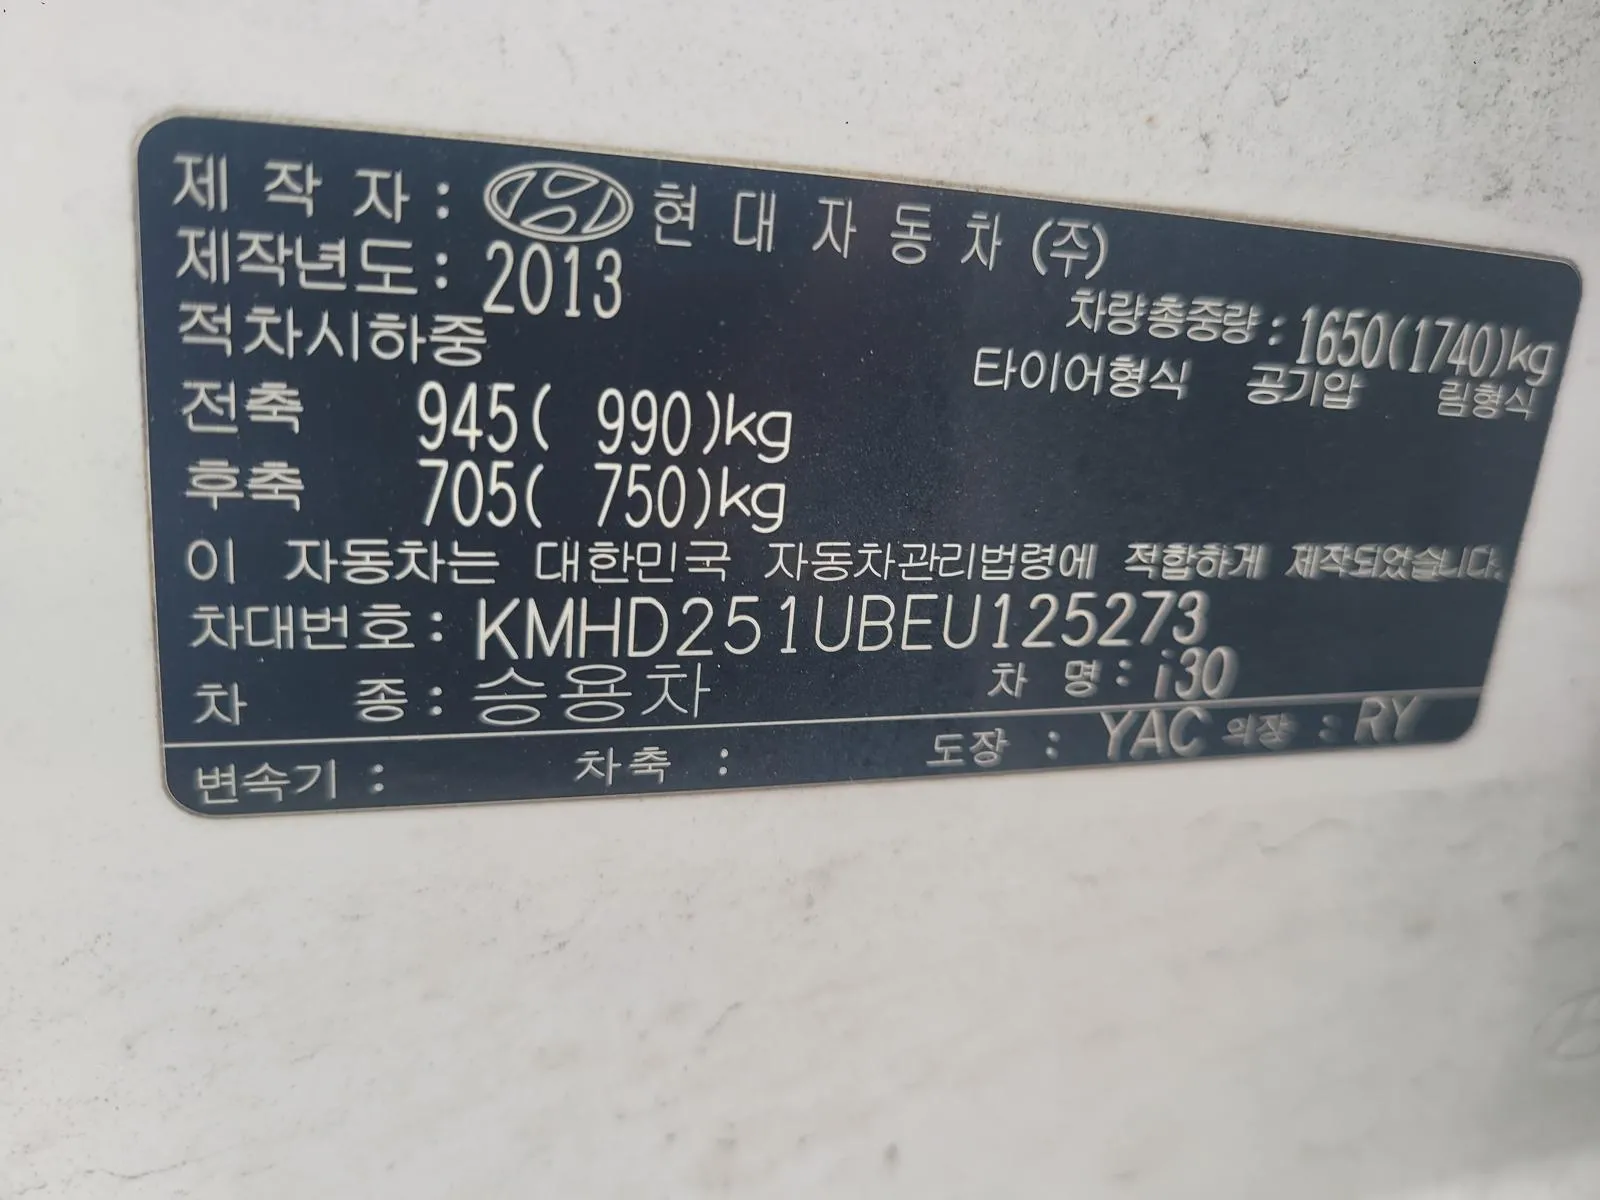 제 작 자 : 현 대 자 동 차 (주)
제작년도 : 2013
차량총중량 : 1650(1740)kg
적차시하중
타이어형식 공기압 림형식
전축 945( 990)kg
후축 705( 750)kg
이 자동차는 대한민국 자동차관리법령에 적합하게 제작되었습니다.
차대번호 : KMHD251UBEU125273
차 종 : 승용차 차 명 : i30
변속기 : 차축 : 도장 : YAC 의장 : RY